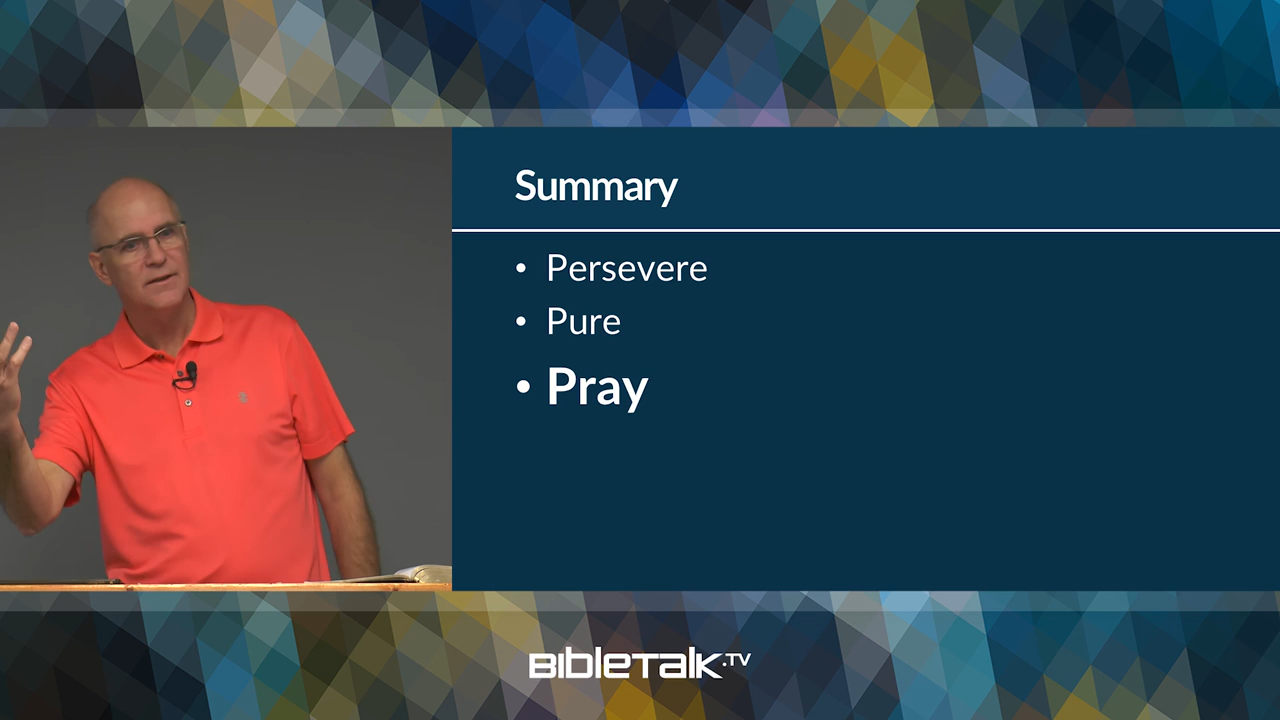 Summary
• Persevere
• Pure
• Pray
BIBLETALK.TV